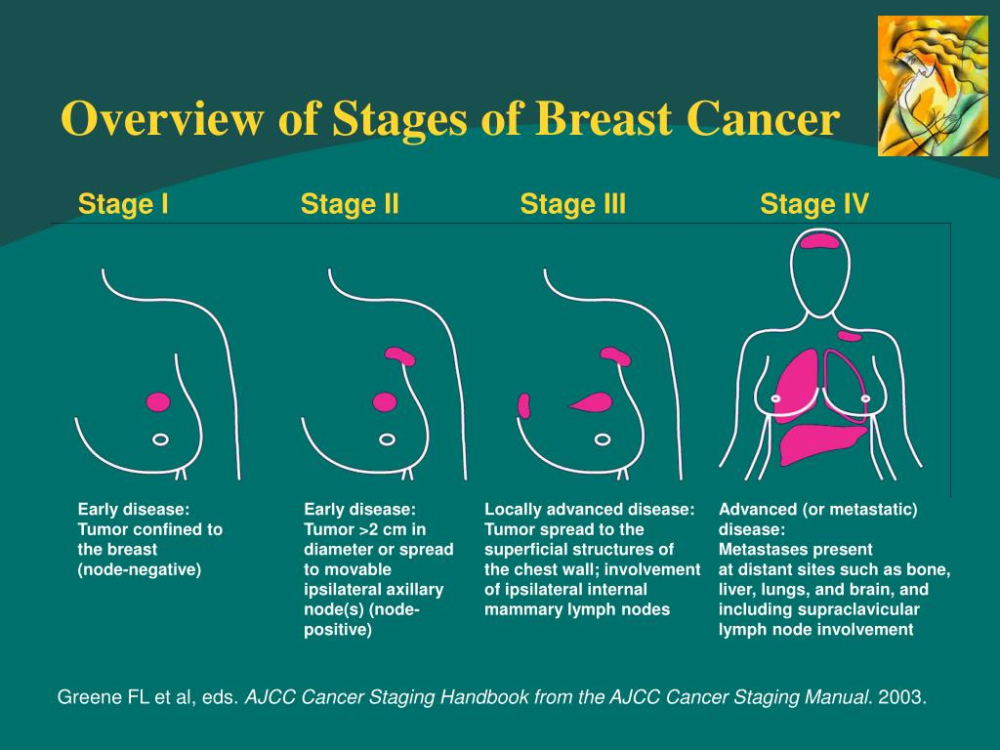 Overview of Stages of Breast Cancer
Stage I
Stage II
Stage III
Stage IV
Early disease:
Tumor confined to
the breast
(node-negative)
Early disease:
Tumor >2 cm in
diameter or spread
to movable
ipsilateral axillary
node(s) (node-
positive)
Locally advanced disease:
Tumor spread to the
superficial structures of
the chest wall; involvement
of ipsilateral internal
mammary lymph nodes
Advanced (or metastatic)
disease:
Metastases present
at distant sites such as bone,
liver, lungs, and brain, and
including supraclavicular
lymph node involvement
Greene FL et al, eds. AJCC Cancer Staging Handbook from the AJCC Cancer Staging Manual. 2003.